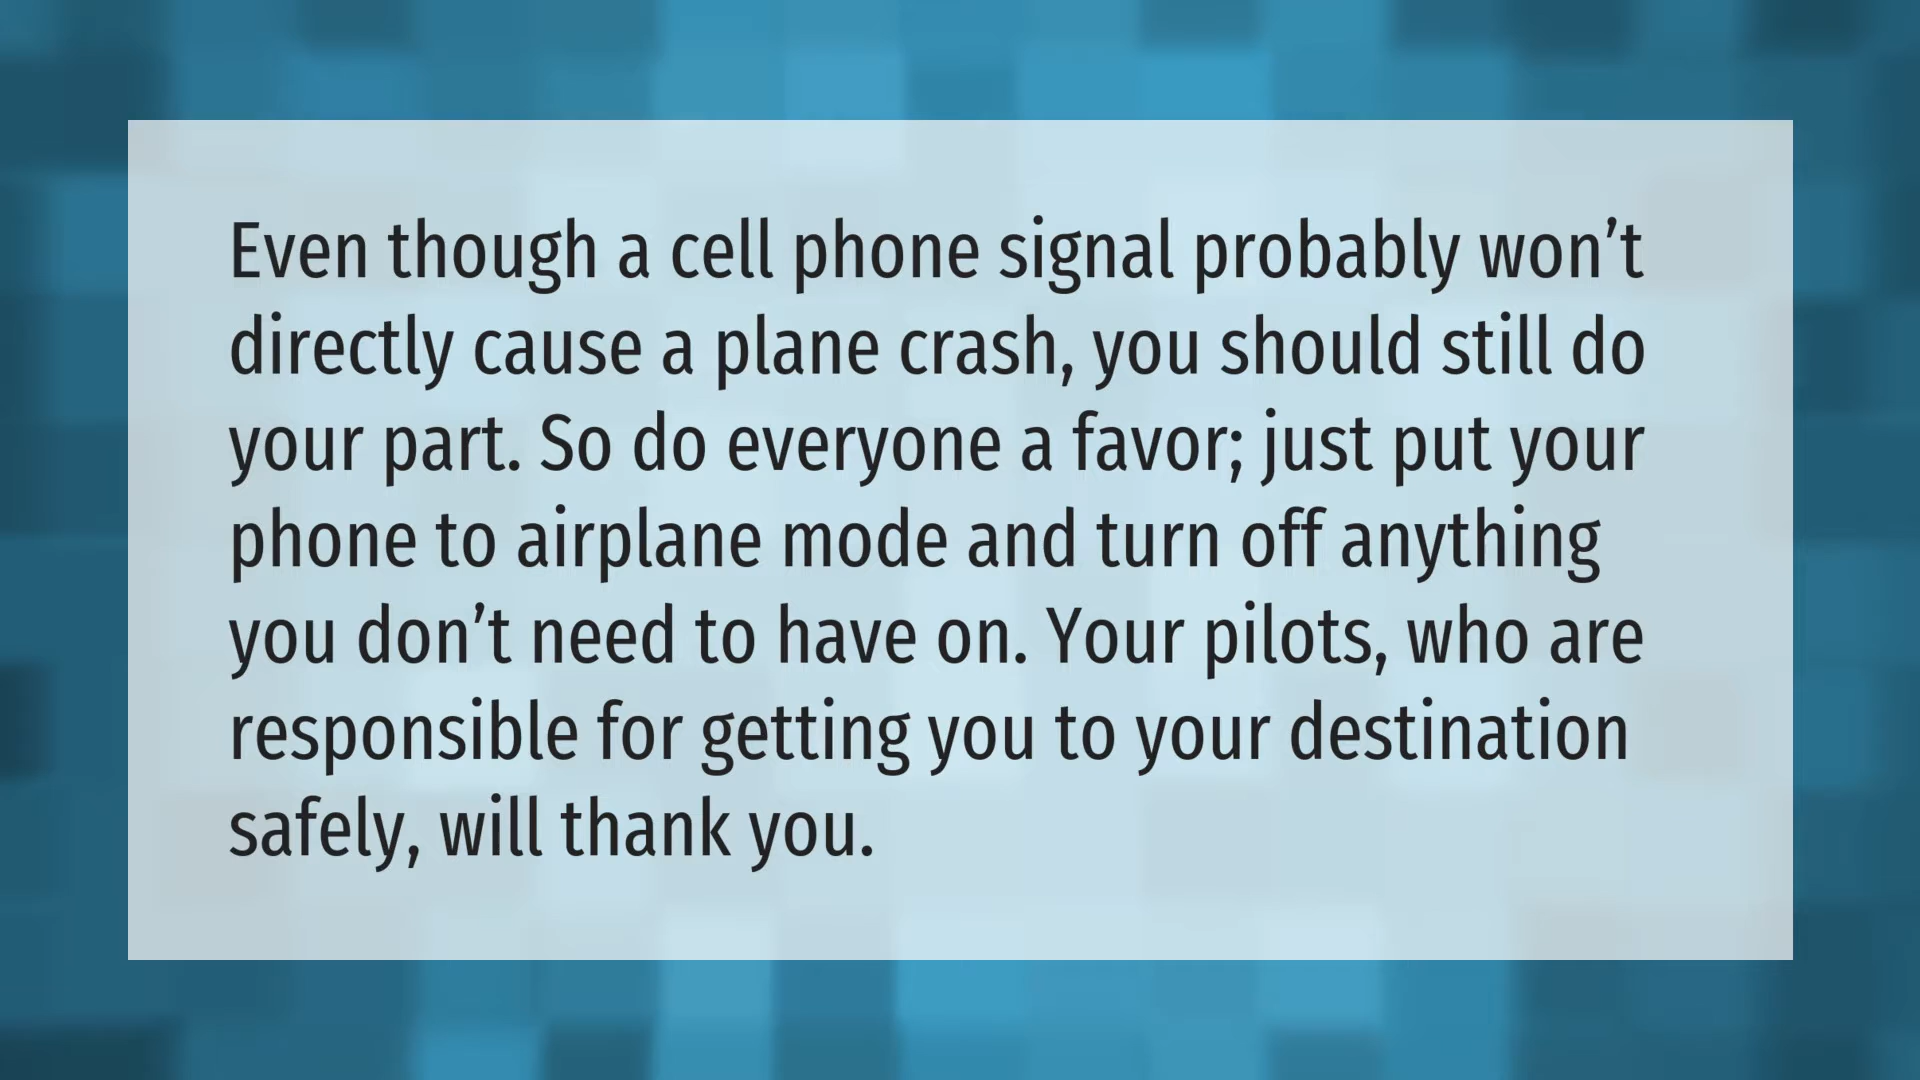 Even though a cell phone signal probably won’t
directly cause a plane crash, you should still do
your part. So do everyone a favor; just put your
phone to airplane mode and turn off anything
you don’t need to have on. Your pilots, who are
responsible for getting you to your destination
safely, will thank you.